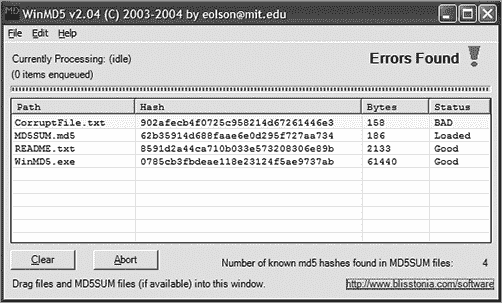 WinMD5 v2.04 (C) 2003-2004 by eolson@mit.edu
File Edit Help
Currently Processing: (idle)
(0 items enqueued)
Errors Found
Path Hash Bytes Status
CorruptFile.txt 902afecb4f0725c958214d67261446e3 158 BAD
MD5SUM.md5 62b35914d688faae6e0d295f727aa734 186 Loaded
README.txt 8591d2a44ca710b033e573208306e89b 2133 Good
WinMD5.exe 0785cb3fbdeae118e23124f5ae9737ab 61440 Good
Clear Abort Number of known md5 hashes found in MD5SUM files: 4
Drag files and MD5SUM files (if available) into this window. http://www.blisstonia.com/software